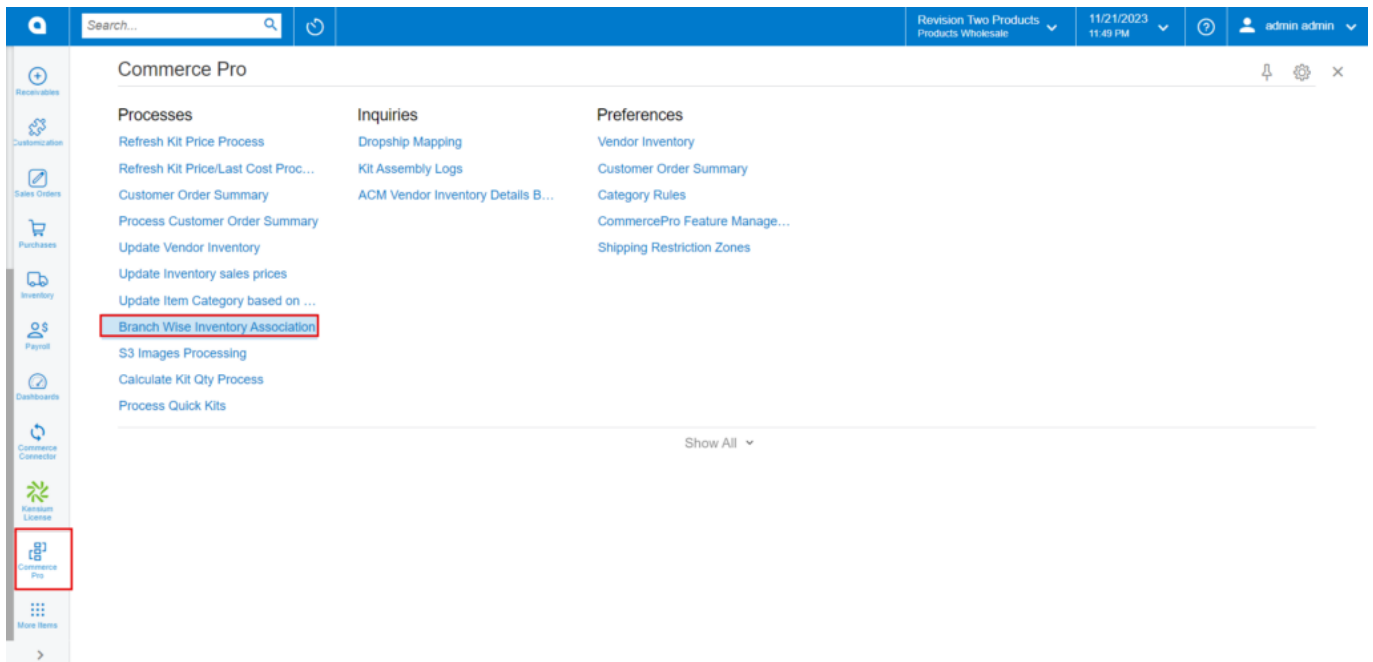 Search...
Revision Two Products
Products Wholesale
11/21/2023
11:49 PM
admin admin
Receivables
Customization
Sales Orders
Purchases
Inventory
Payroll
Dashboards
Commerce
Connector
Kensium
License
Commerce
Pro
More Items
Commerce Pro
Processes
Refresh Kit Price Process
Refresh Kit Price/Last Cost Proc...
Customer Order Summary
Process Customer Order Summary
Update Vendor Inventory
Update Inventory sales prices
Update Item Category based on ...
Branch Wise Inventory Association
S3 Images Processing
Calculate Kit Qty Process
Process Quick Kits
Inquiries
Dropship Mapping
Kit Assembly Logs
ACM Vendor Inventory Details B...
Preferences
Vendor Inventory
Customer Order Summary
Category Rules
CommercePro Feature Manage...
Shipping Restriction Zones
Show All